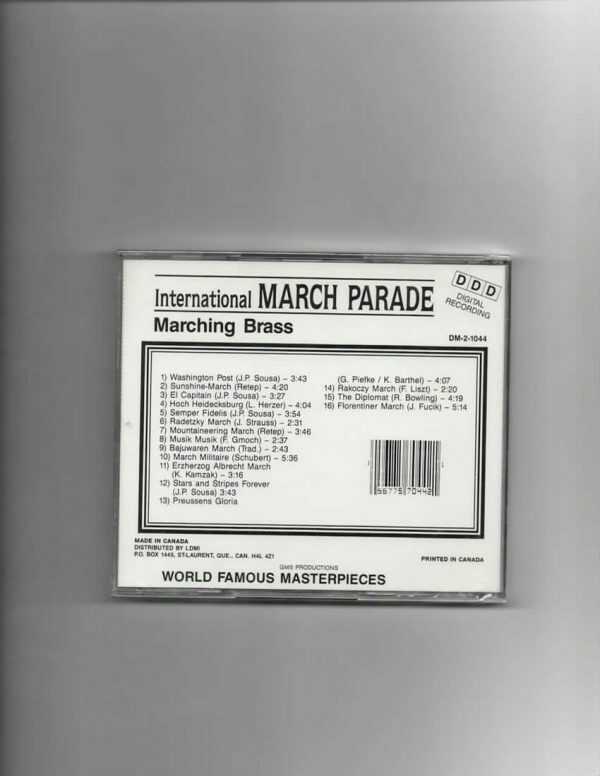 International MARCH PARADE
Marching Brass
DDD
DIGITAL
RECORDING
DM-2-1044
1) Washington Post (J.P. Sousa) – 3:43
2) Sunshine-March (Retep) – 4:20
3) El Capitain (J.P. Sousa) – 3:27
4) Hoch Heidecksburg (L. Herzer) – 4:04
5) Semper Fidelis (J.P. Sousa) – 3:54
6) Radetzky March (J. Strauss) – 2:31
7) Mountaineering March (Retep) – 3:46
8) Musik Musik (F. Gmoch) – 2:37
9) Bajuwaren March (Trad.) – 2:43
10) March Militaire (Schubert) – 5:36
11) Erzherzog Albrecht March
(K. Kamzak) – 3:16
12) Stars and Stripes Forever
(J.P. Sousa) 3:43
13) Preussens Gloria
(G. Piefke / K. Barthel) – 4:07
14) Rakoczy March (F. Liszt) – 2:20
15) The Diplomat (R. Bowling) – 4:19
16) Florentiner March (J. Fucik) – 5:14
56775 70442
MADE IN CANADA
DISTRIBUTED BY LDMI
P.O. BOX 1445, ST-LAURENT, QUE., CAN. H4L 4Z1
PRINTED IN CANADA
GMS PRODUCTIONS
WORLD FAMOUS MASTERPIECES